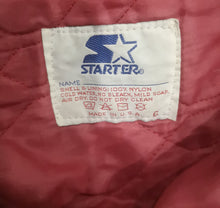 STARTER®
NAME
SHELL & LINING: 100% NYLON
COLD WATER, NO BLEACH, MILD SOAP,
AIR DRY, DO NOT DRY CLEAN
MADE IN U.S.A. G